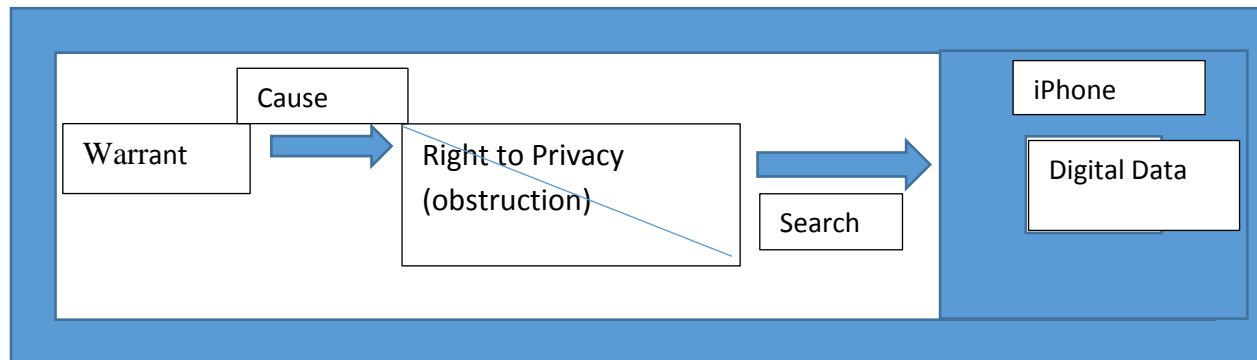 Cause
Warrant
Right to Privacy
(obstruction)
Search
iPhone
Digital Data